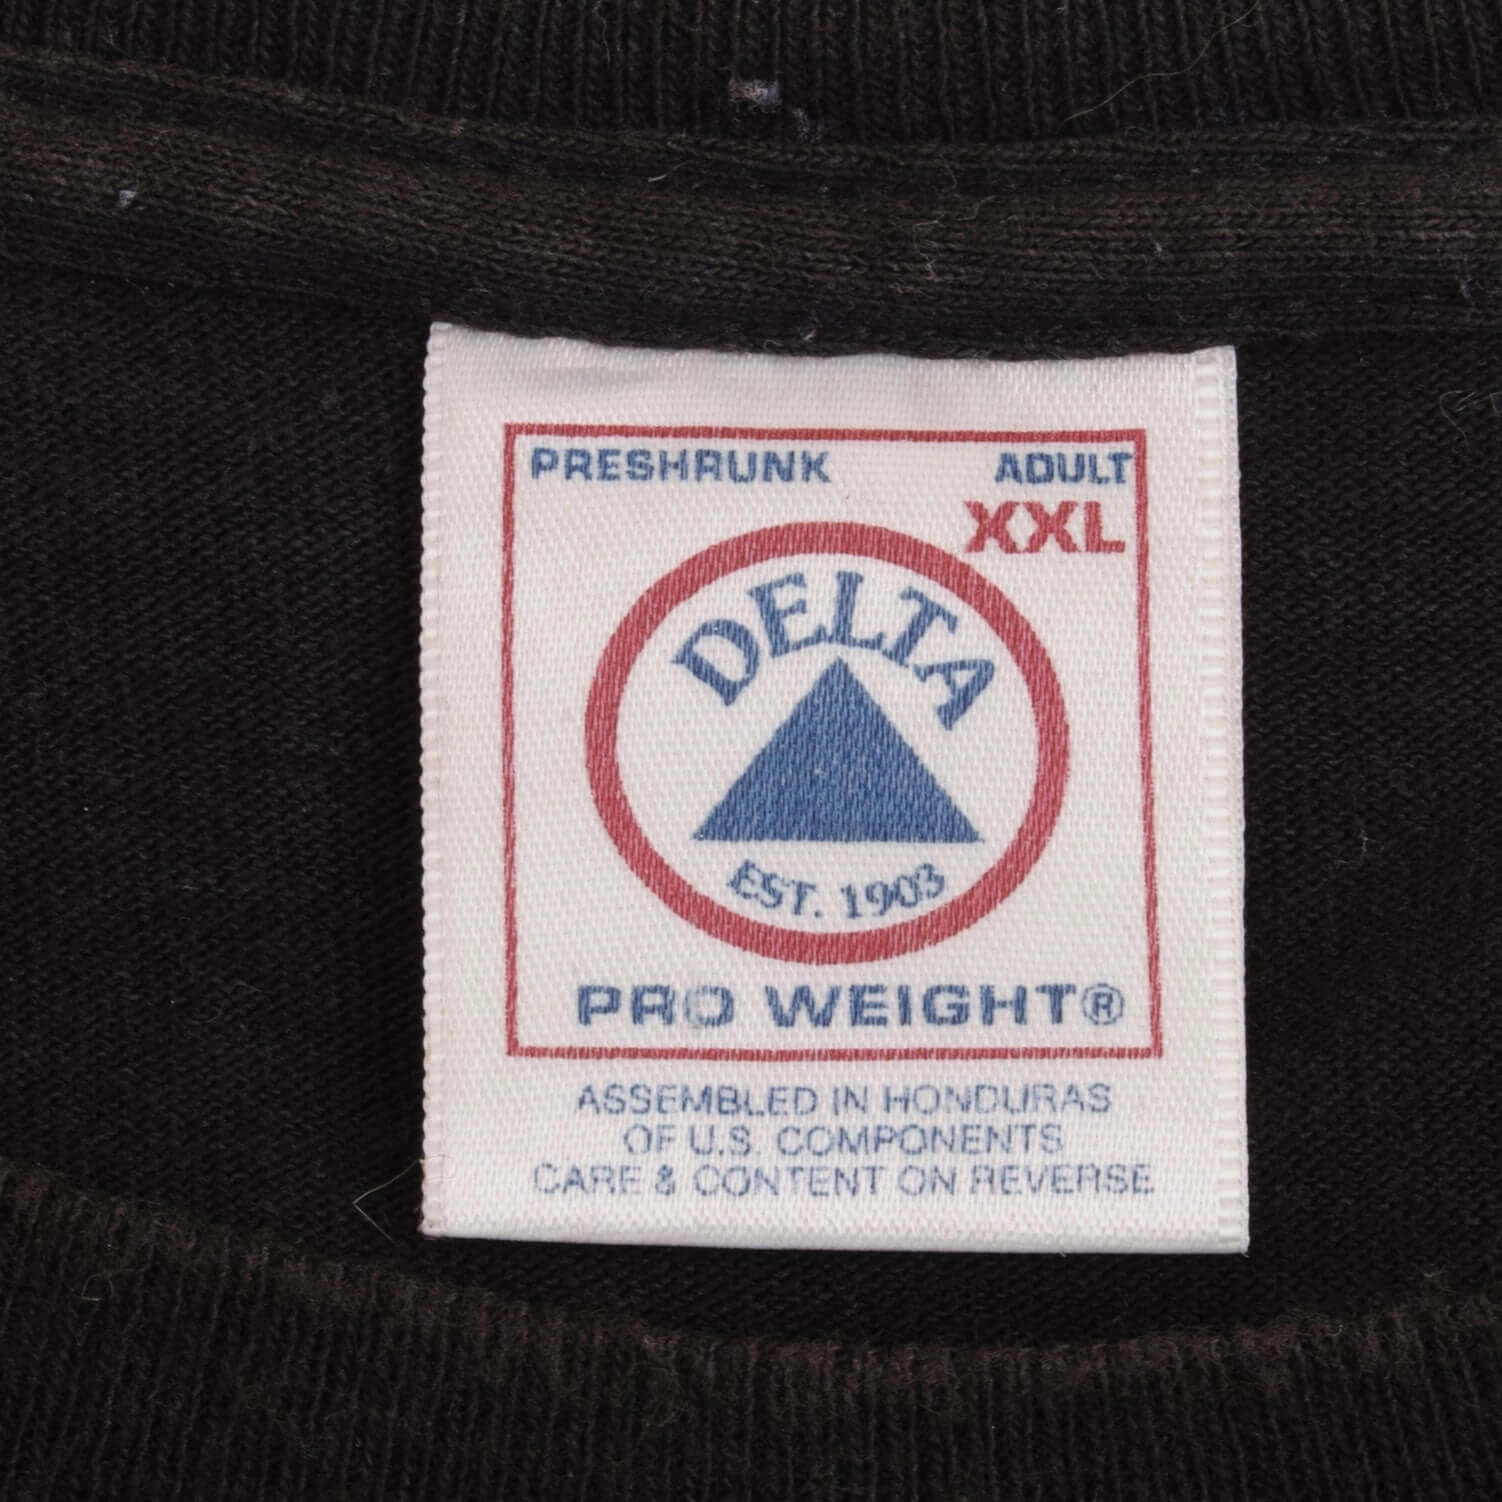 PRESHRUNK ADULT
XXL
DELTA
EST. 1903
PRO WEIGHT®
ASSEMBLED IN HONDURAS
OF U.S. COMPONENTS
CARE & CONTENT ON REVERSE